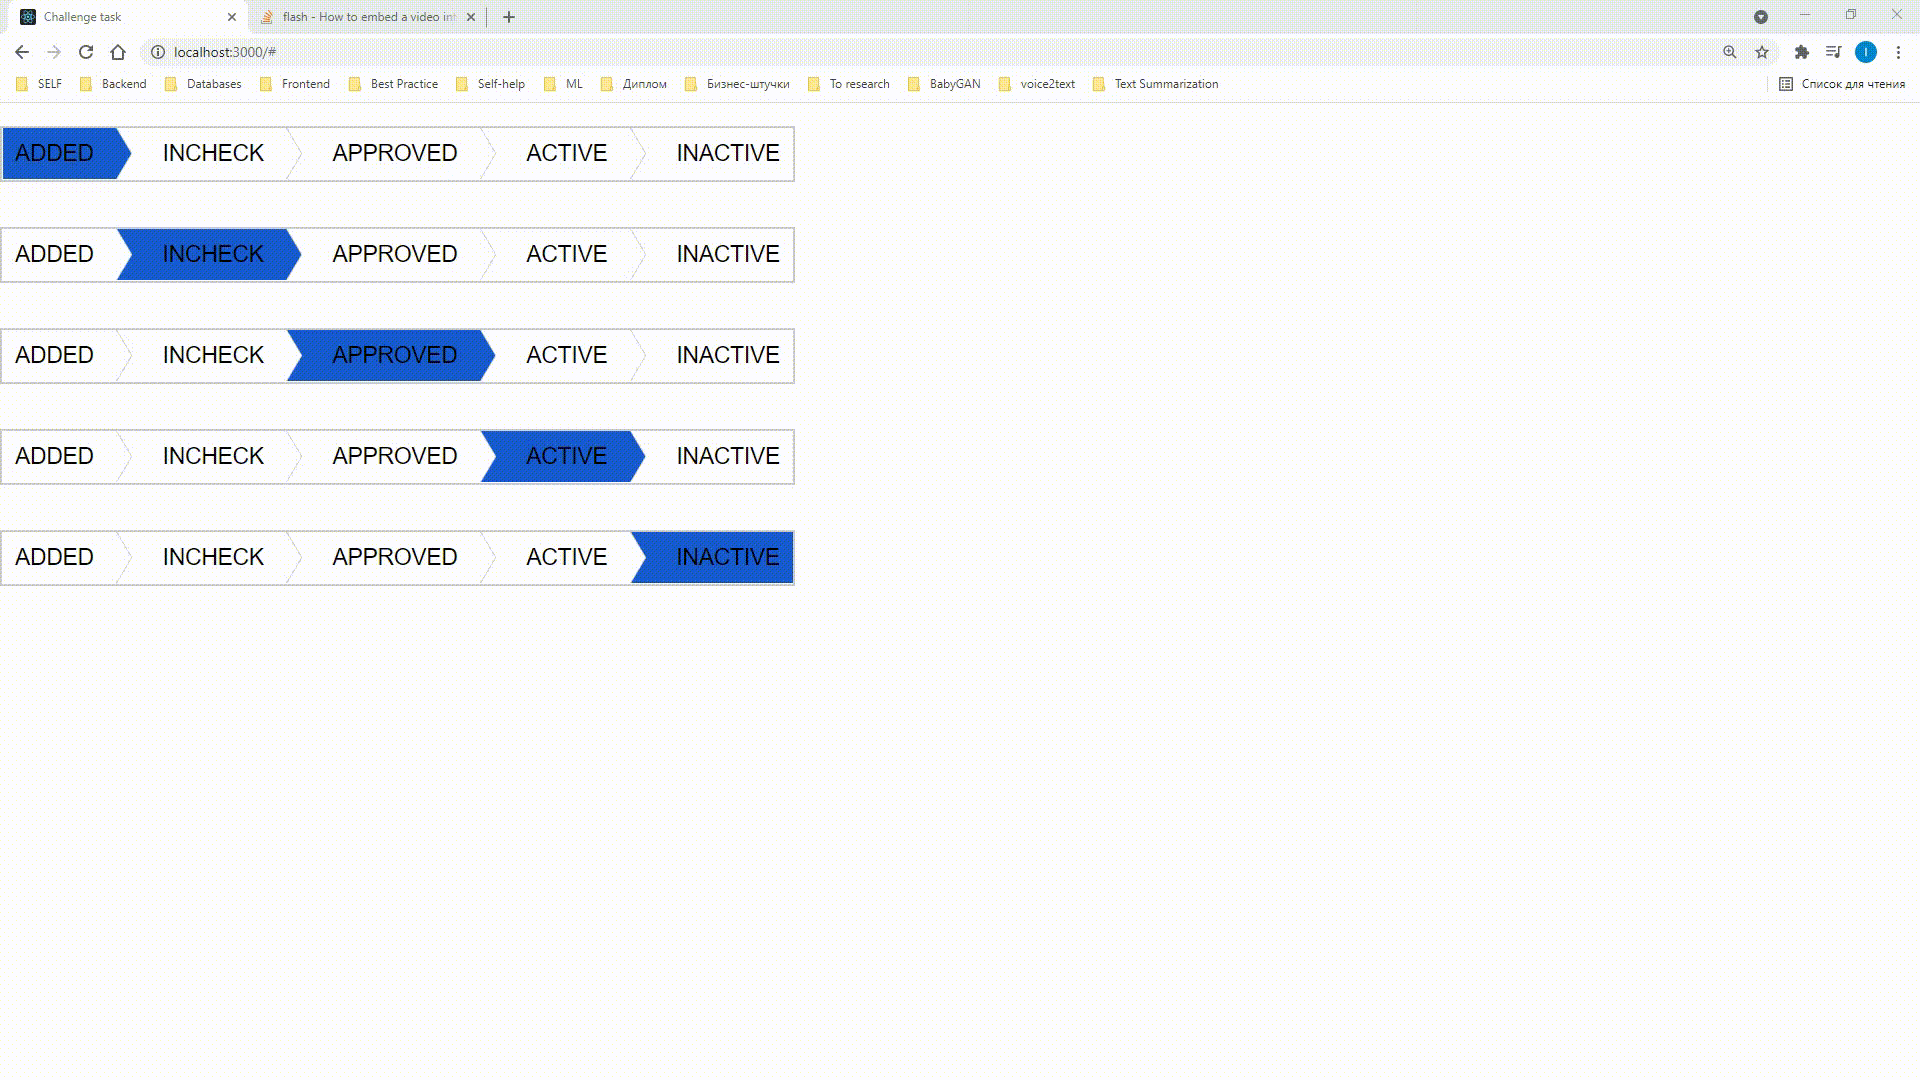 Challenge task
flash - How to embed a video int
localhost:3000/#
SELF Backend Databases Frontend Best Practice Self-help ML Диплом Бизнес-штучки To research BabyGAN voice2text Text Summarization Список для чтения
ADDED INCHECK APPROVED ACTIVE INACTIVE
ADDED INCHECK APPROVED ACTIVE INACTIVE
ADDED INCHECK APPROVED ACTIVE INACTIVE
ADDED INCHECK APPROVED ACTIVE INACTIVE
ADDED INCHECK APPROVED ACTIVE INACTIVE